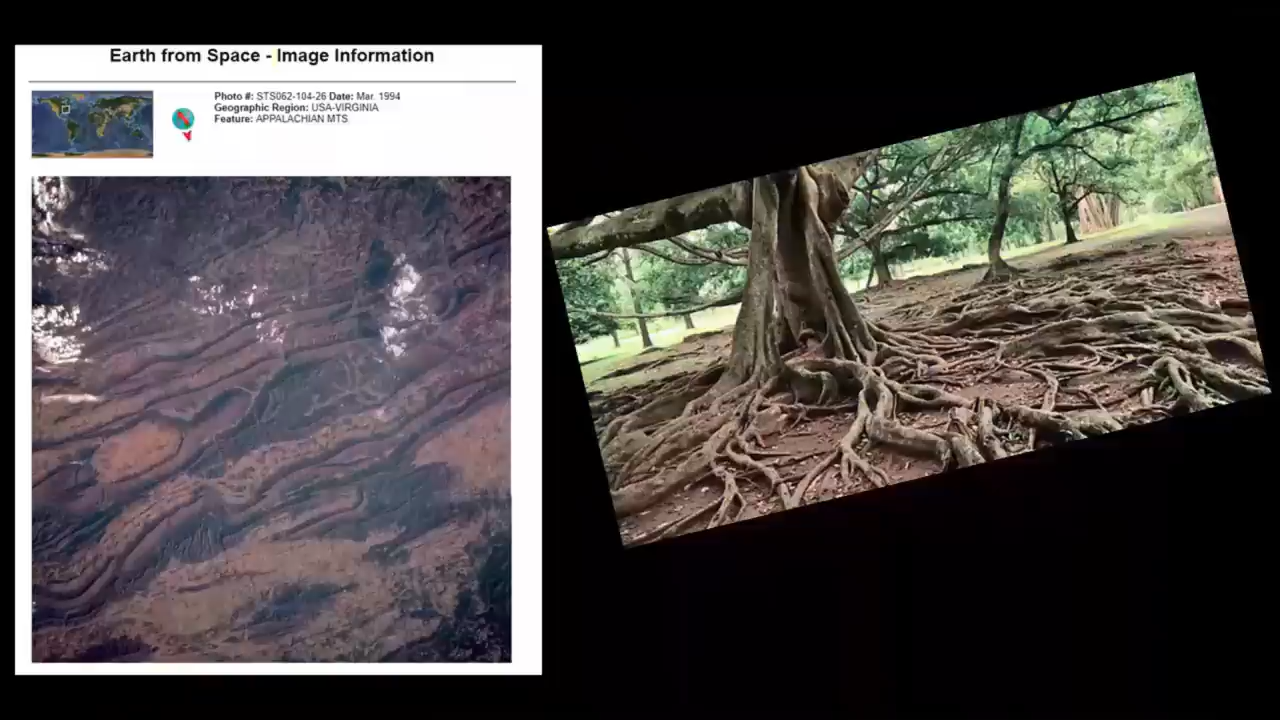 Earth from Space - Image Information
Photo #: STS062-104-26 Date: Mar. 1994
Geographic Region: USA-VIRGINIA
Feature: APPALACHIAN MTS